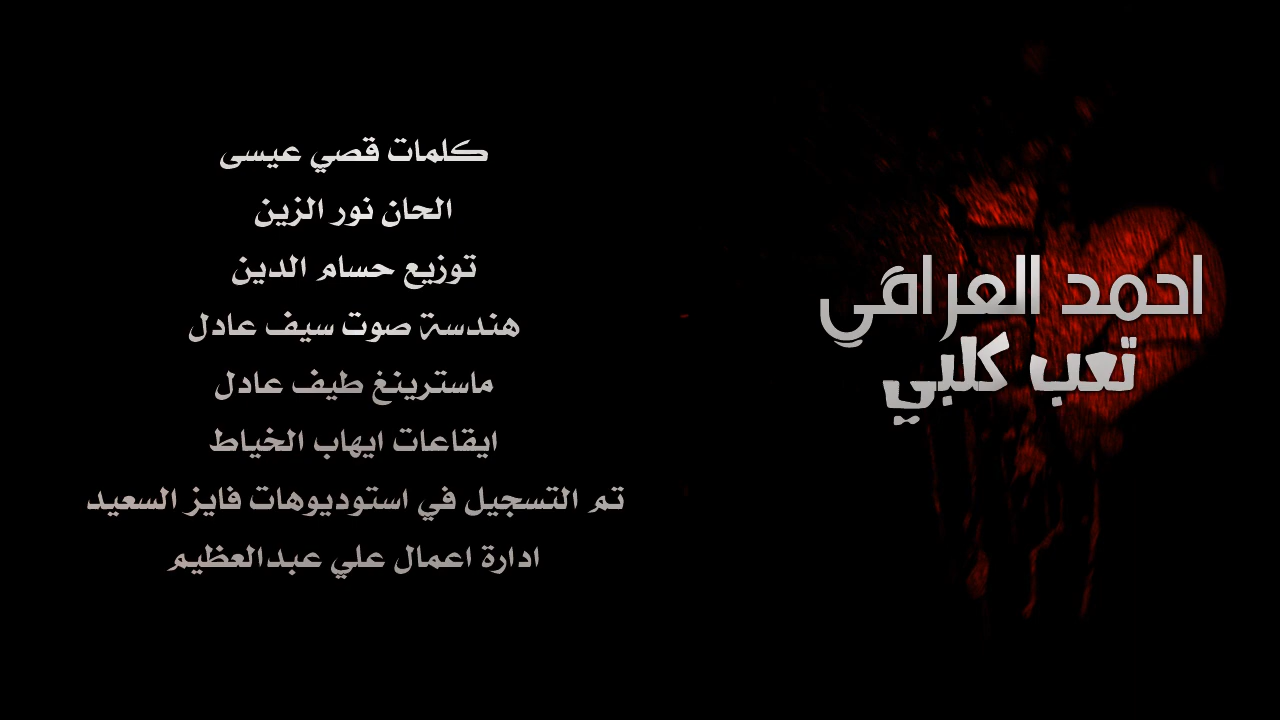 احمد العراقي
تعب كلبي
كلمات قصي عيسى
الحان نور الزين
توزيع حسام الدين
هندسة صوت سيف عادل
ماسترينغ طيف عادل
ايقاعات ايهاب الخياط
تم التسجيل في استوديوهات فايز السعيد
ادارة اعمال علي عبدالعظيم